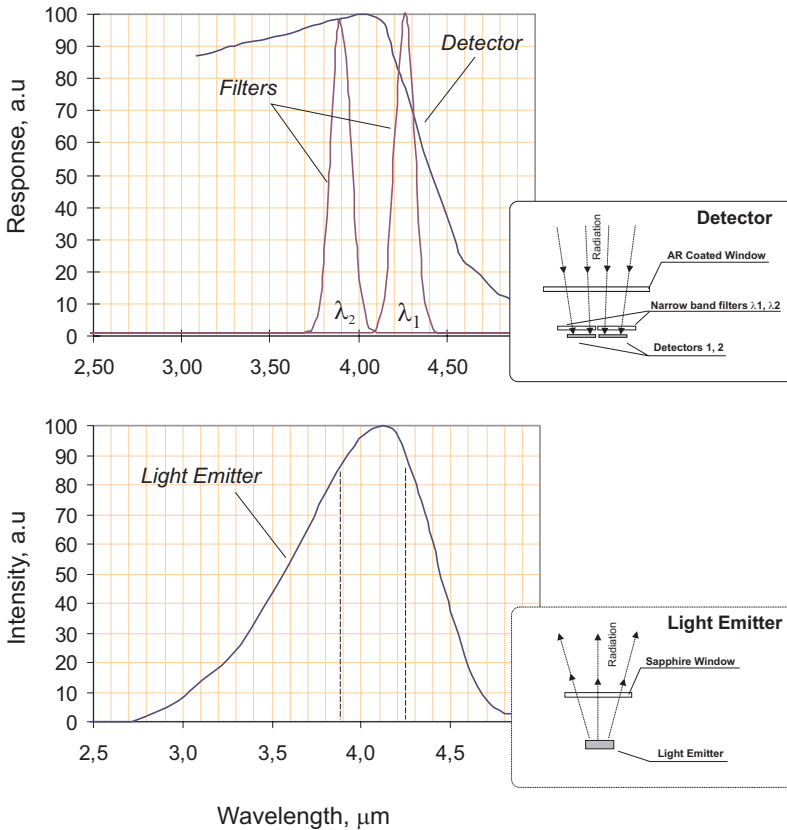 100
90
80
70
60
50
40
30
20
10
0
Response, a.u
Filters
Detector
λ2
λ1
2,50
3,00
3,50
4,00
4,50
Detector
Radiation
AR Coated Window
Narrow band filters λ1, λ2
Detectors 1, 2
100
90
80
70
60
50
40
30
20
10
0
Intensity, a.u
Light Emitter
2,5
3,0
3,5
4,0
4,5
Wavelength, μm
Light Emitter
Radiation
Sapphire Window
Light Emitter